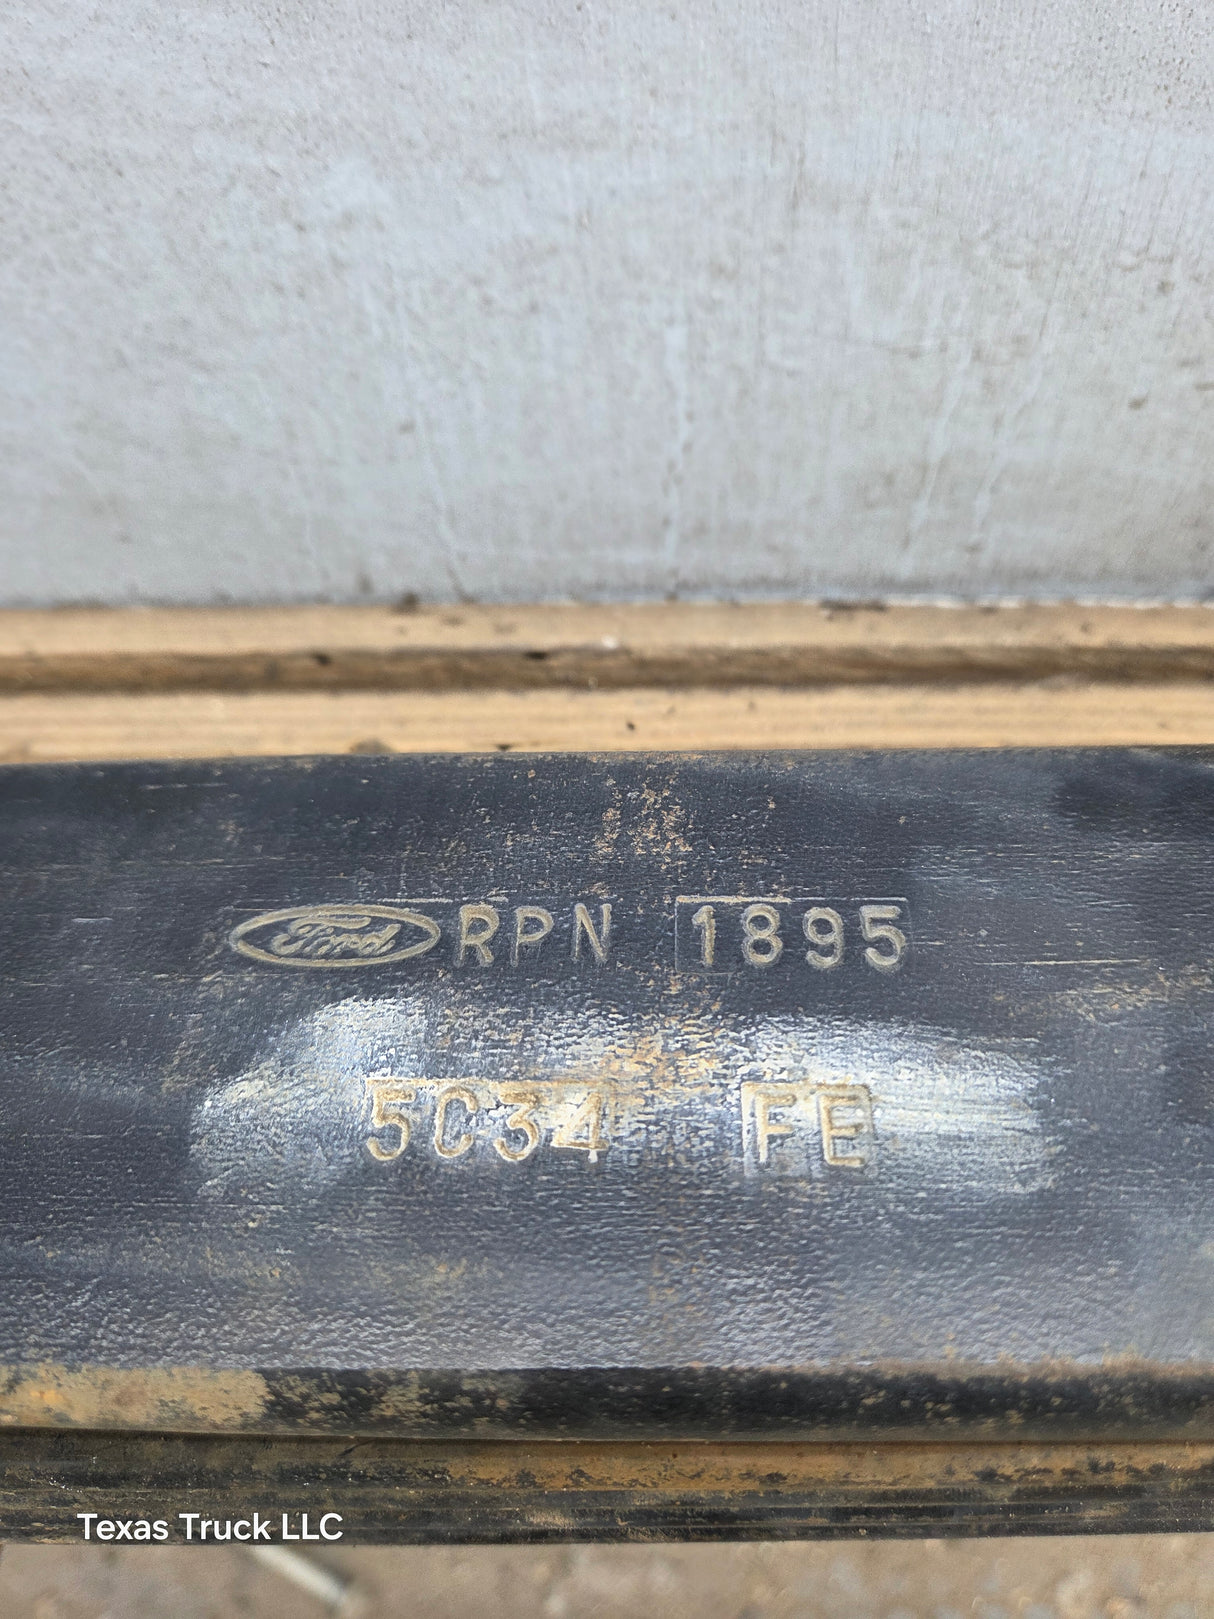 Ford RPN 1895
5C34 FE
Texas Truck LLC